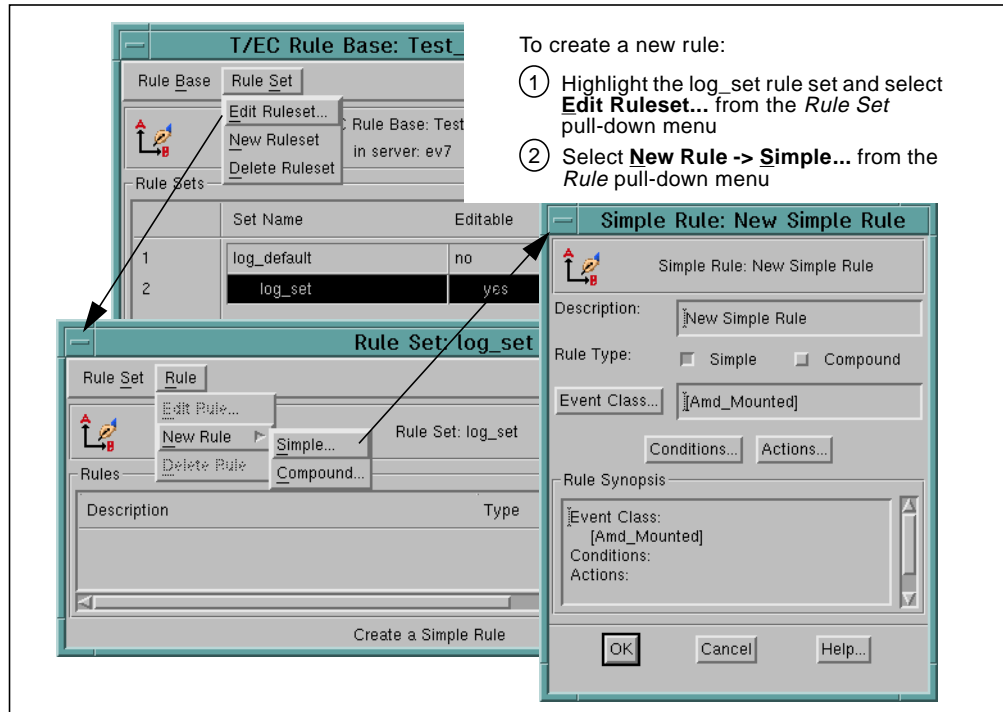 T/EC Rule Base: Test_
Rule Base Rule Set
Edit Ruleset...
New Ruleset
Delete Ruleset
Rule Base: Test
in server: ev7
Rule Sets
Set Name Editable
1 log_default no
2 log_set yes
To create a new rule:
1 Highlight the log_set rule set and select
Edit Ruleset... from the Rule Set
pull-down menu
2 Select New Rule -> Simple... from the
Rule pull-down menu
Rule Set: log_set
Rule Set Rule
Edit Rule...
New Rule
Delete Rule
Simple...
Compound...
Rule Set: log_set
Rules
Description Type
Create a Simple Rule
Simple Rule: New Simple Rule
A
B
Simple Rule: New Simple Rule
Description: New Simple Rule
Rule Type: Simple Compound
Event Class... [Amd_Mounted]
Conditions... Actions...
Rule Synopsis
Event Class:
[Amd_Mounted]
Conditions:
Actions:
OK Cancel Help...